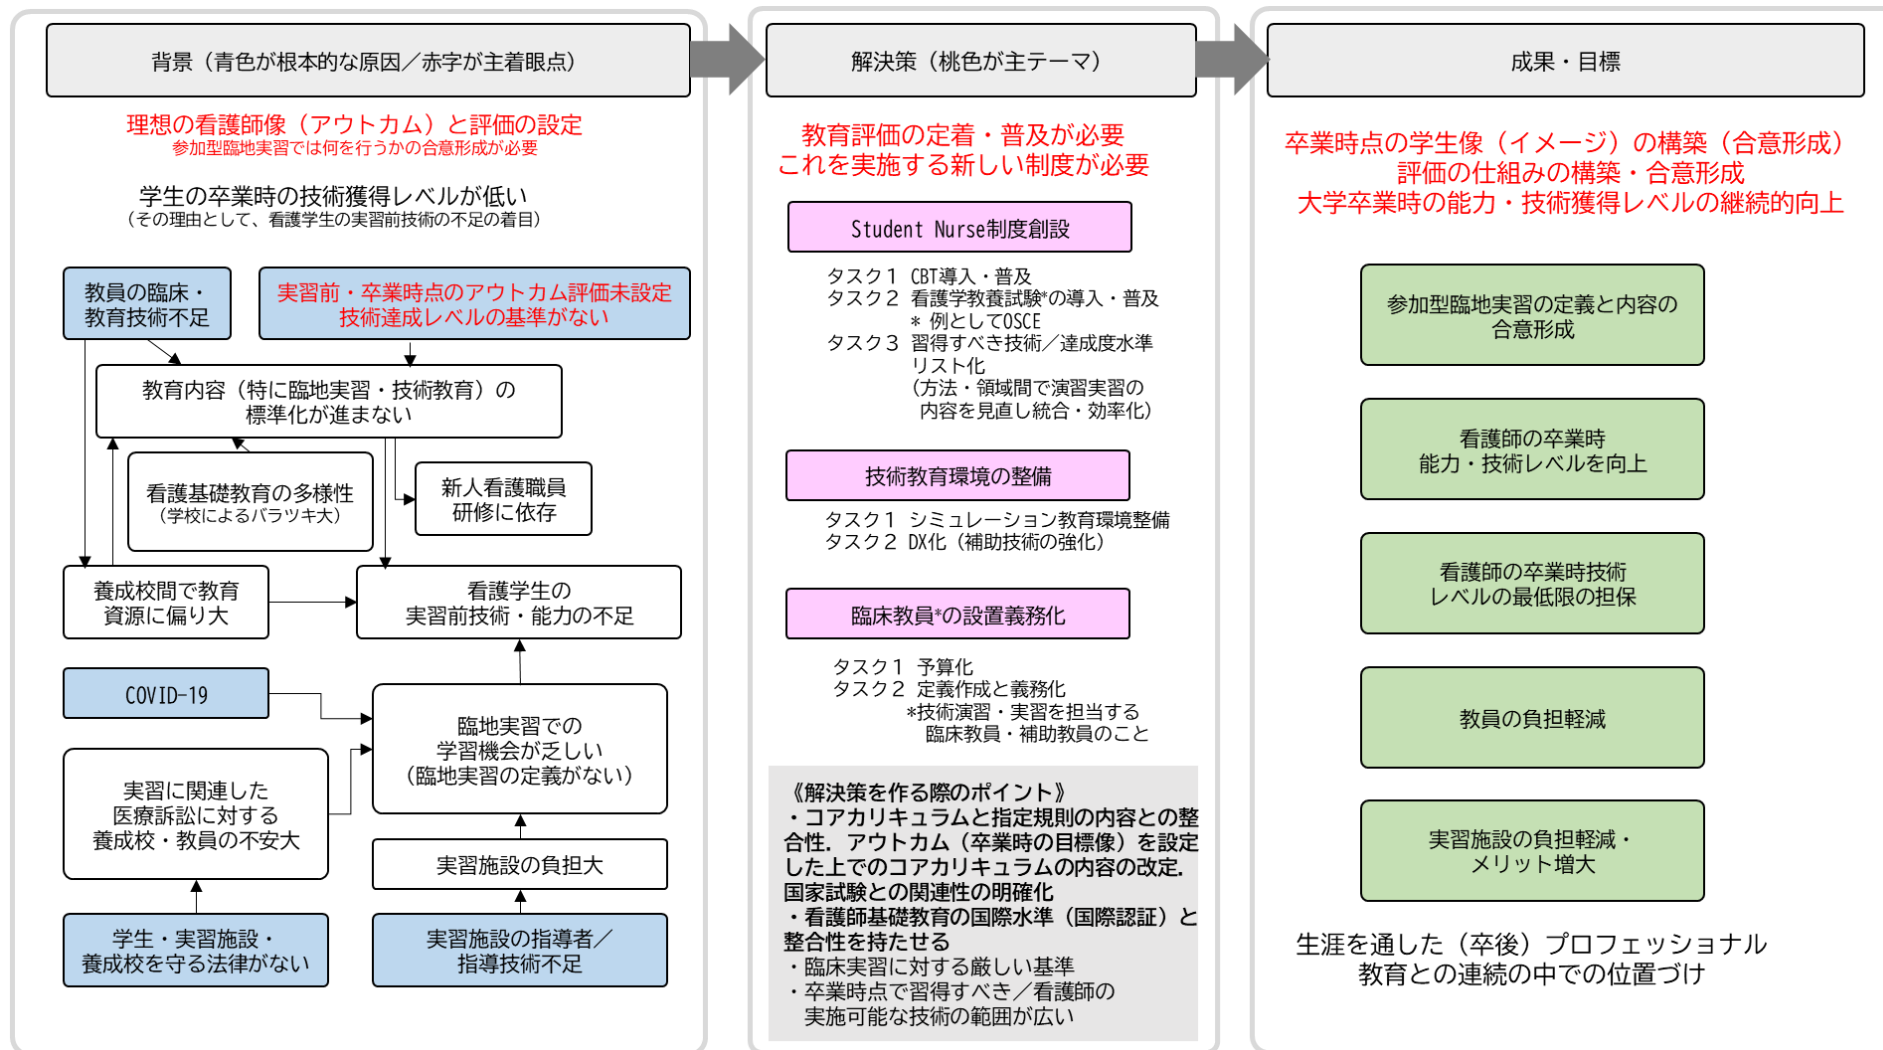 背景（青色が根本的な原因／赤字が主着眼点）
理想の看護師像（アウトカム）と評価の設定
参加型臨地実習では何を行うかの合意形成が必要
学生の卒業時の技術獲得レベルが低い
（その理由として、看護学生の実習前技術の不足の着目）
教員の臨床・
教育技術不足
実習前・卒業時点のアウトカム評価未設定
技術達成レベルの基準がない
教育内容（特に臨地実習・技術教育）の
標準化が進まない
看護基礎教育の多様性
（学校によるバラツキ大）
新人看護職員
研修に依存
養成校間で教育
資源に偏り大
看護学生の
実習前技術・能力の不足
COVID-19
臨地実習での
学習機会が乏しい
（臨地実習の定義がない）
実習に関連した
医療訴訟に対する
養成校・教員の不安大
実習施設の負担大
学生・実習施設・
養成校を守る法律がない
実習施設の指導者／
指導技術不足
解決策（桃色が主テーマ）
教育評価の定着・普及が必要
これを実施する新しい制度が必要
Student Nurse制度創設
タスク１ CBT導入・普及
タスク２ 看護学教養試験*の導入・普及
* 例としてOSCE
タスク３ 習得すべき技術／達成度水準
リスト化
（方法・領域間で演習実習の
内容を見直し統合・効率化）
技術教育環境の整備
タスク１ シミュレーション教育環境整備
タスク２ DX化（補助技術の強化）
臨床教員*の設置義務化
タスク１ 予算化
タスク２ 定義作成と義務化
*技術演習・実習を担当する
臨床教員・補助教員のこと
《解決策を作る際のポイント》
・コアカリキュラムと指定規則の内容との整
合性．アウトカム（卒業時の目標像）を設定
した上でのコアカリキュラムの内容の改定．
国家試験との関連性の明確化
・看護師基礎教育の国際水準（国際認証）と
整合性を持たせる
・臨床実習に対する厳しい基準
・卒業時点で習得すべき／看護師の
実施可能な技術の範囲が広い
成果・目標
卒業時点の学生像（イメージ）の構築（合意形成）
評価の仕組みの構築・合意形成
大学卒業時の能力・技術獲得レベルの継続的向上
参加型臨地実習の定義と内容の
合意形成
看護師の卒業時
能力・技術レベルを向上
看護師の卒業時技術
レベルの最低限の担保
教員の負担軽減
実習施設の負担軽減・
メリット増大
生涯を通した（卒後）プロフェッショナル
教育との連続の中での位置づけ